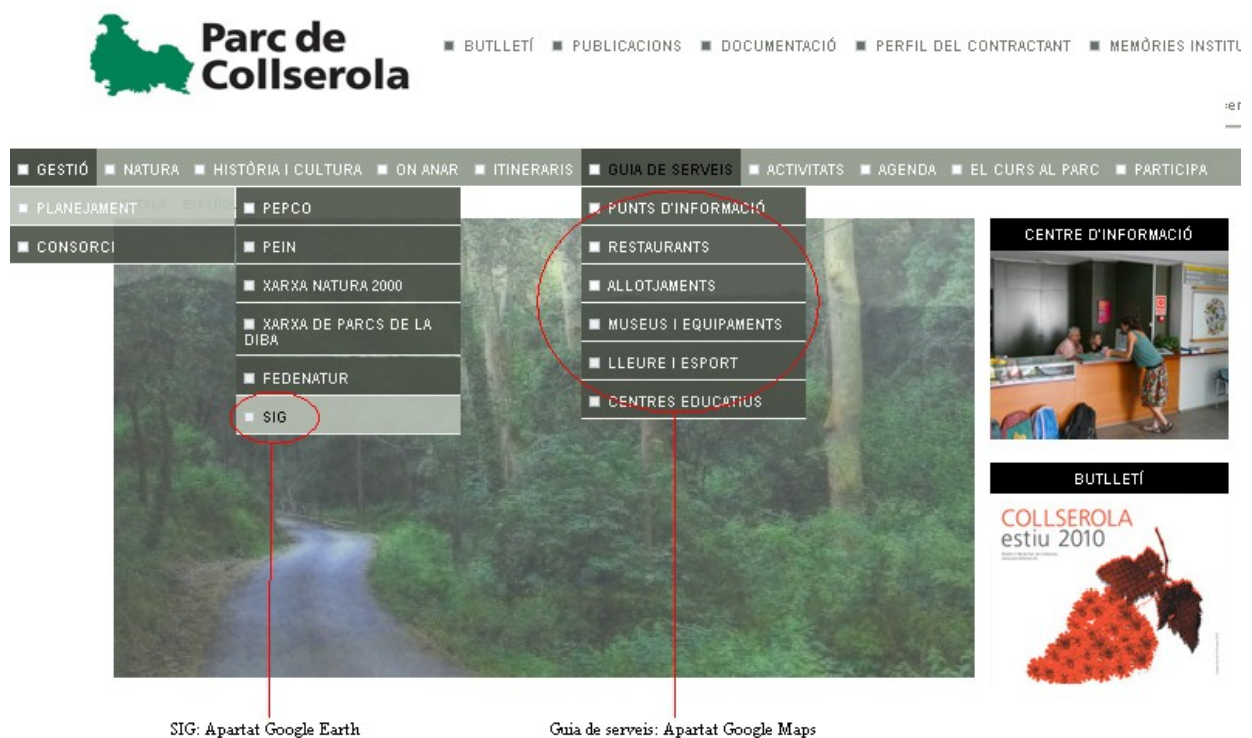 Parc de
Collserola
BUTLLETÍ PUBLICACIONS DOCUMENTACIÓ PERFIL DEL CONTRACTANT MEMÒRIES INSTITU
GESTIÓ NATURA HISTÒRIA I CULTURA ON ANAR ITINERARIS GUIA DE SERVEIS ACTIVITATS AGENDA EL CURS AL PARC PARTICIPA
PLANEJAMENT
CONSORCI
PEPCO
PEIN
XARXA NATURA 2000
XARXA DE PARCS DE LA
DIBA
FEDENATUR
SIG
PUNTS D'INFORMACIÓ
RESTAURANTS
ALLOTJAMENTS
MUSEUS I EQUIPAMENTS
LLEURE I ESPORT
CENTRES EDUCATIUS
CENTRE D'INFORMACIÓ
BUTLLETÍ
COLLSEROLA
estiu 2010
SIG: Apartat Google Earth
Guia de serveis: Apartat Google Maps